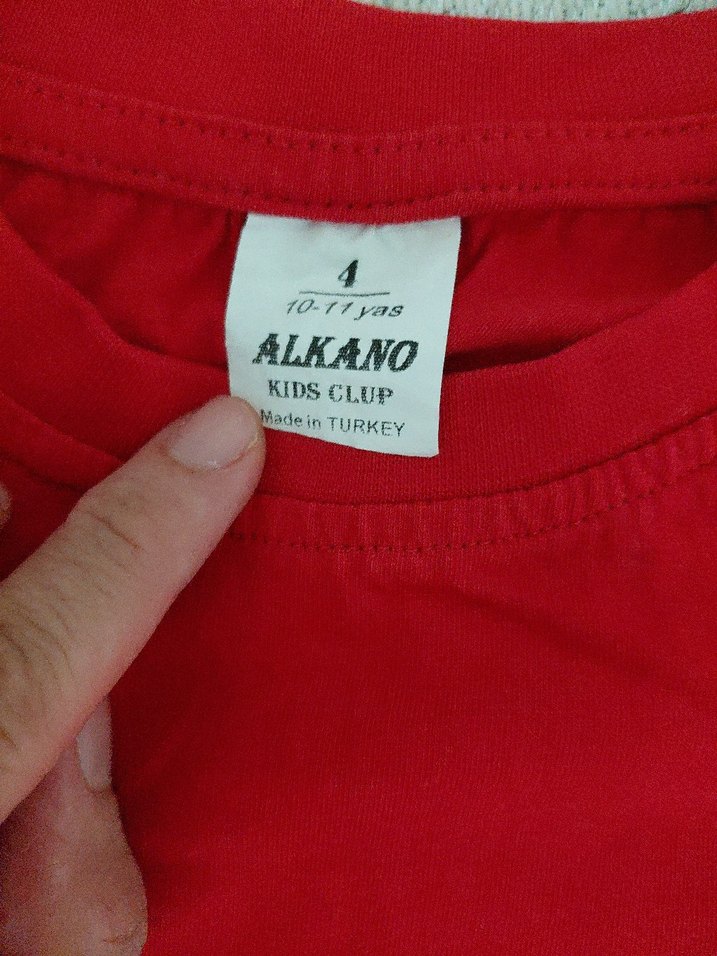 4
10-11 yas
ALKANO
KIDS CLUP
Made in TURKEY